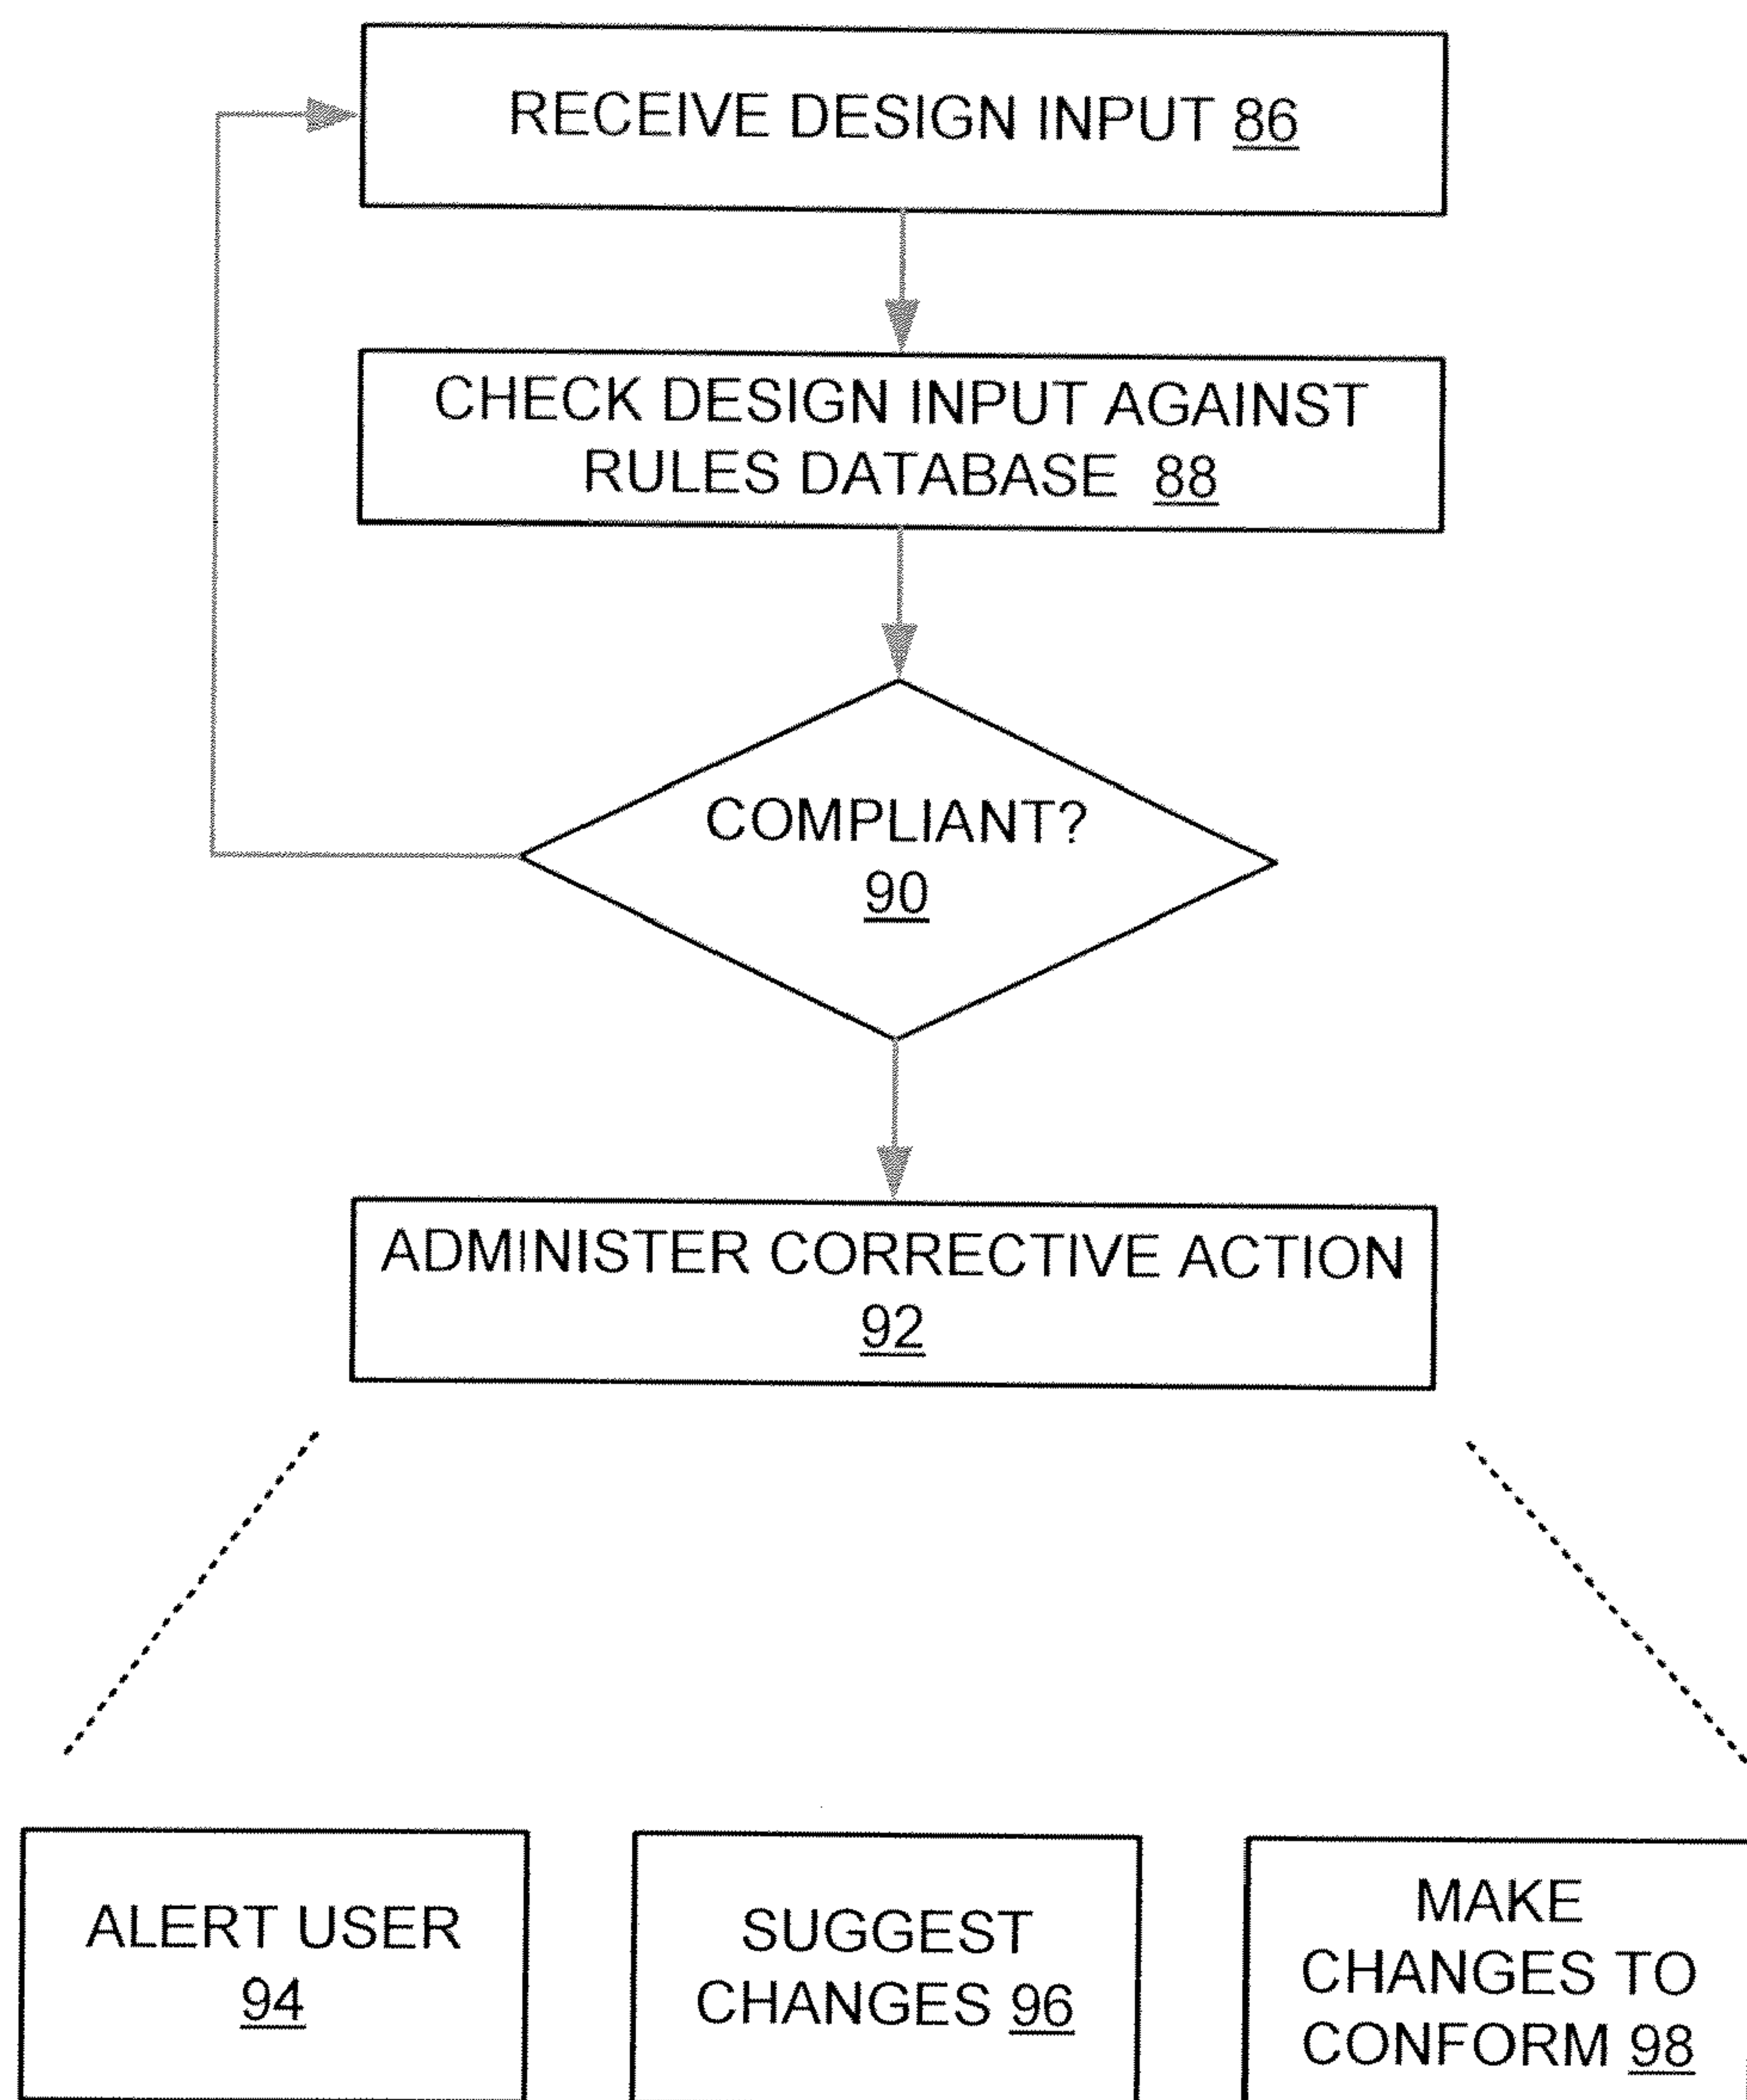 RECEIVE DESIGN INPUT 86
CHECK DESIGN INPUT AGAINST
RULES DATABASE 88
COMPLIANT?
90
ADMINISTER CORRECTIVE ACTION
92
ALERT USER
94
SUGGEST
CHANGES 96
MAKE
CHANGES TO
CONFORM 98